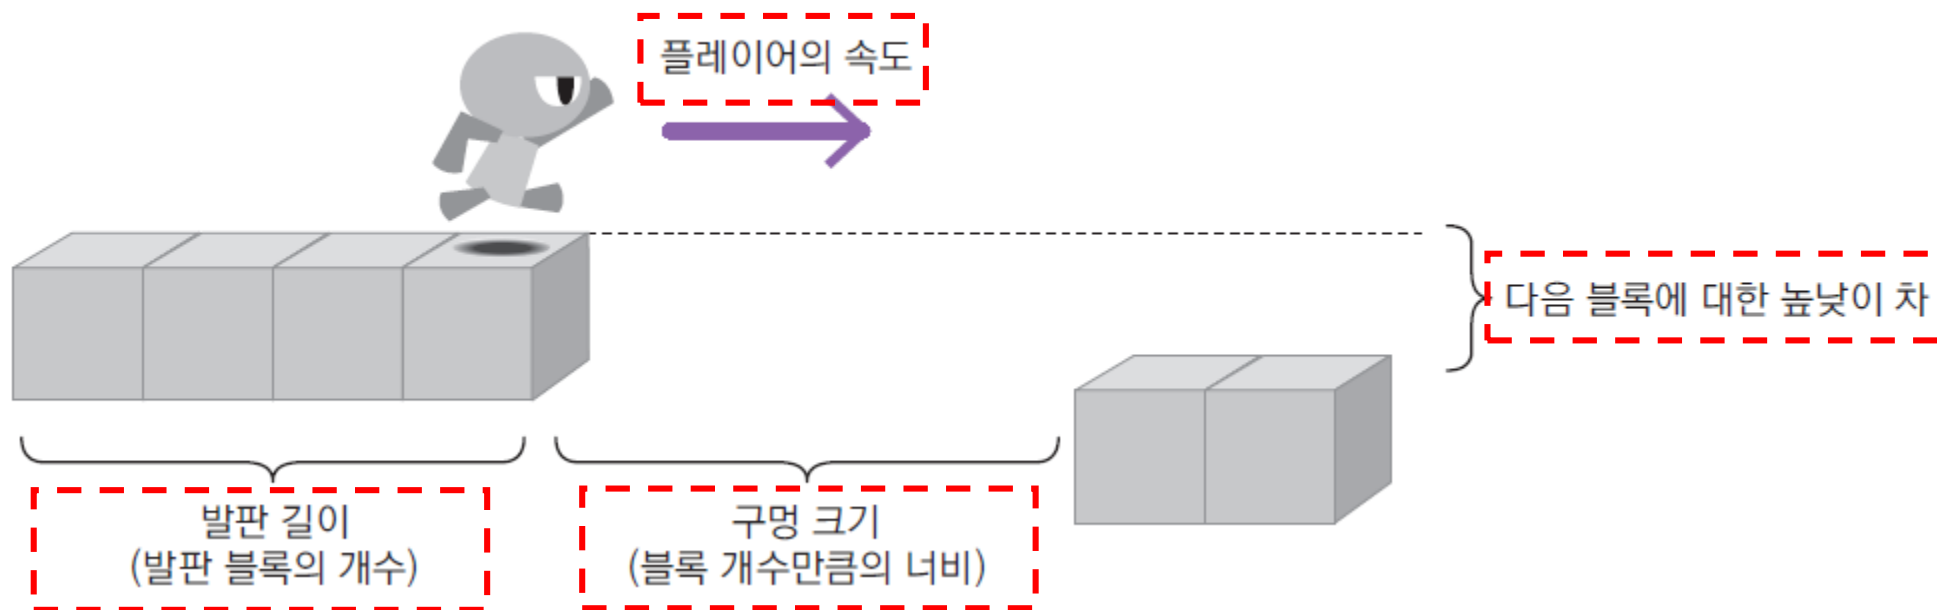 플레이어의 속도
다음 블록에 대한 높낮이 차
발판 길이
(발판 블록의 개수)
구멍 크기
(블록 개수만큼의 너비)